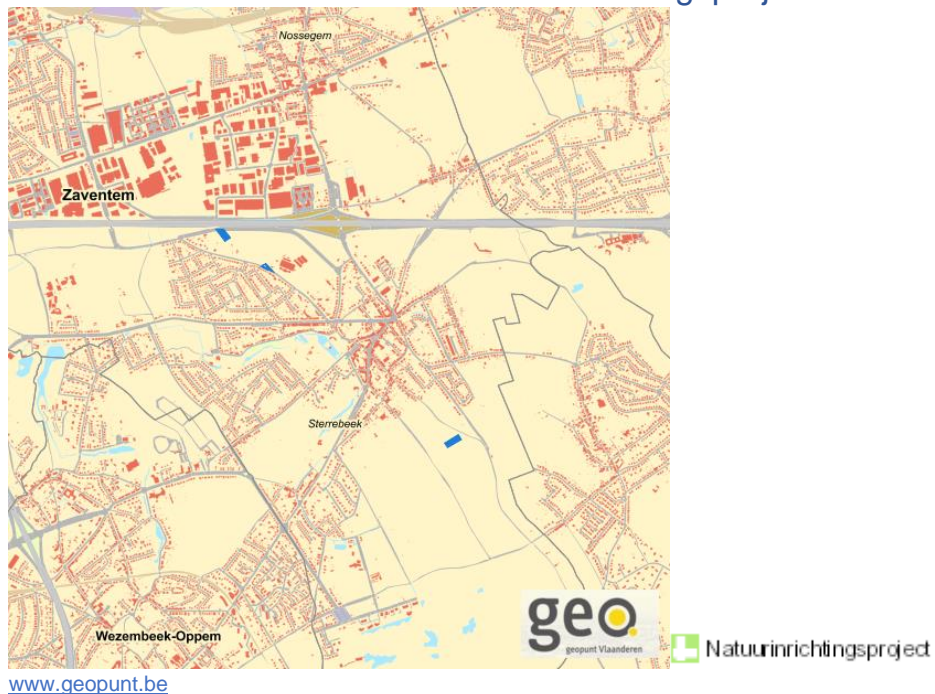 Nossegem
Zaventem
Sterrebeek
Wezembeek-Oppem
geo
geopunt Vlaanderen
Natuurinrichtingsproject
www.geopunt.be